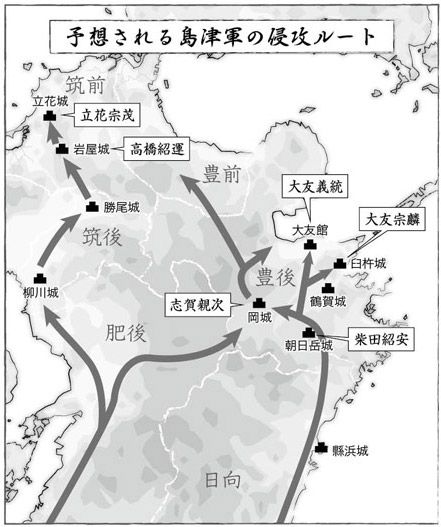 予想される島津軍の侵攻ルート
筑前
立花城
立花宗茂
岩屋城
高橋紹運
豊前
大友義統
勝尾城
大友宗麟
筑後
大友館
豊後
臼杵城
柳川城
鶴賀城
志賀親次
岡城
肥後
柴田紹安
朝日岳城
縣浜城
日向